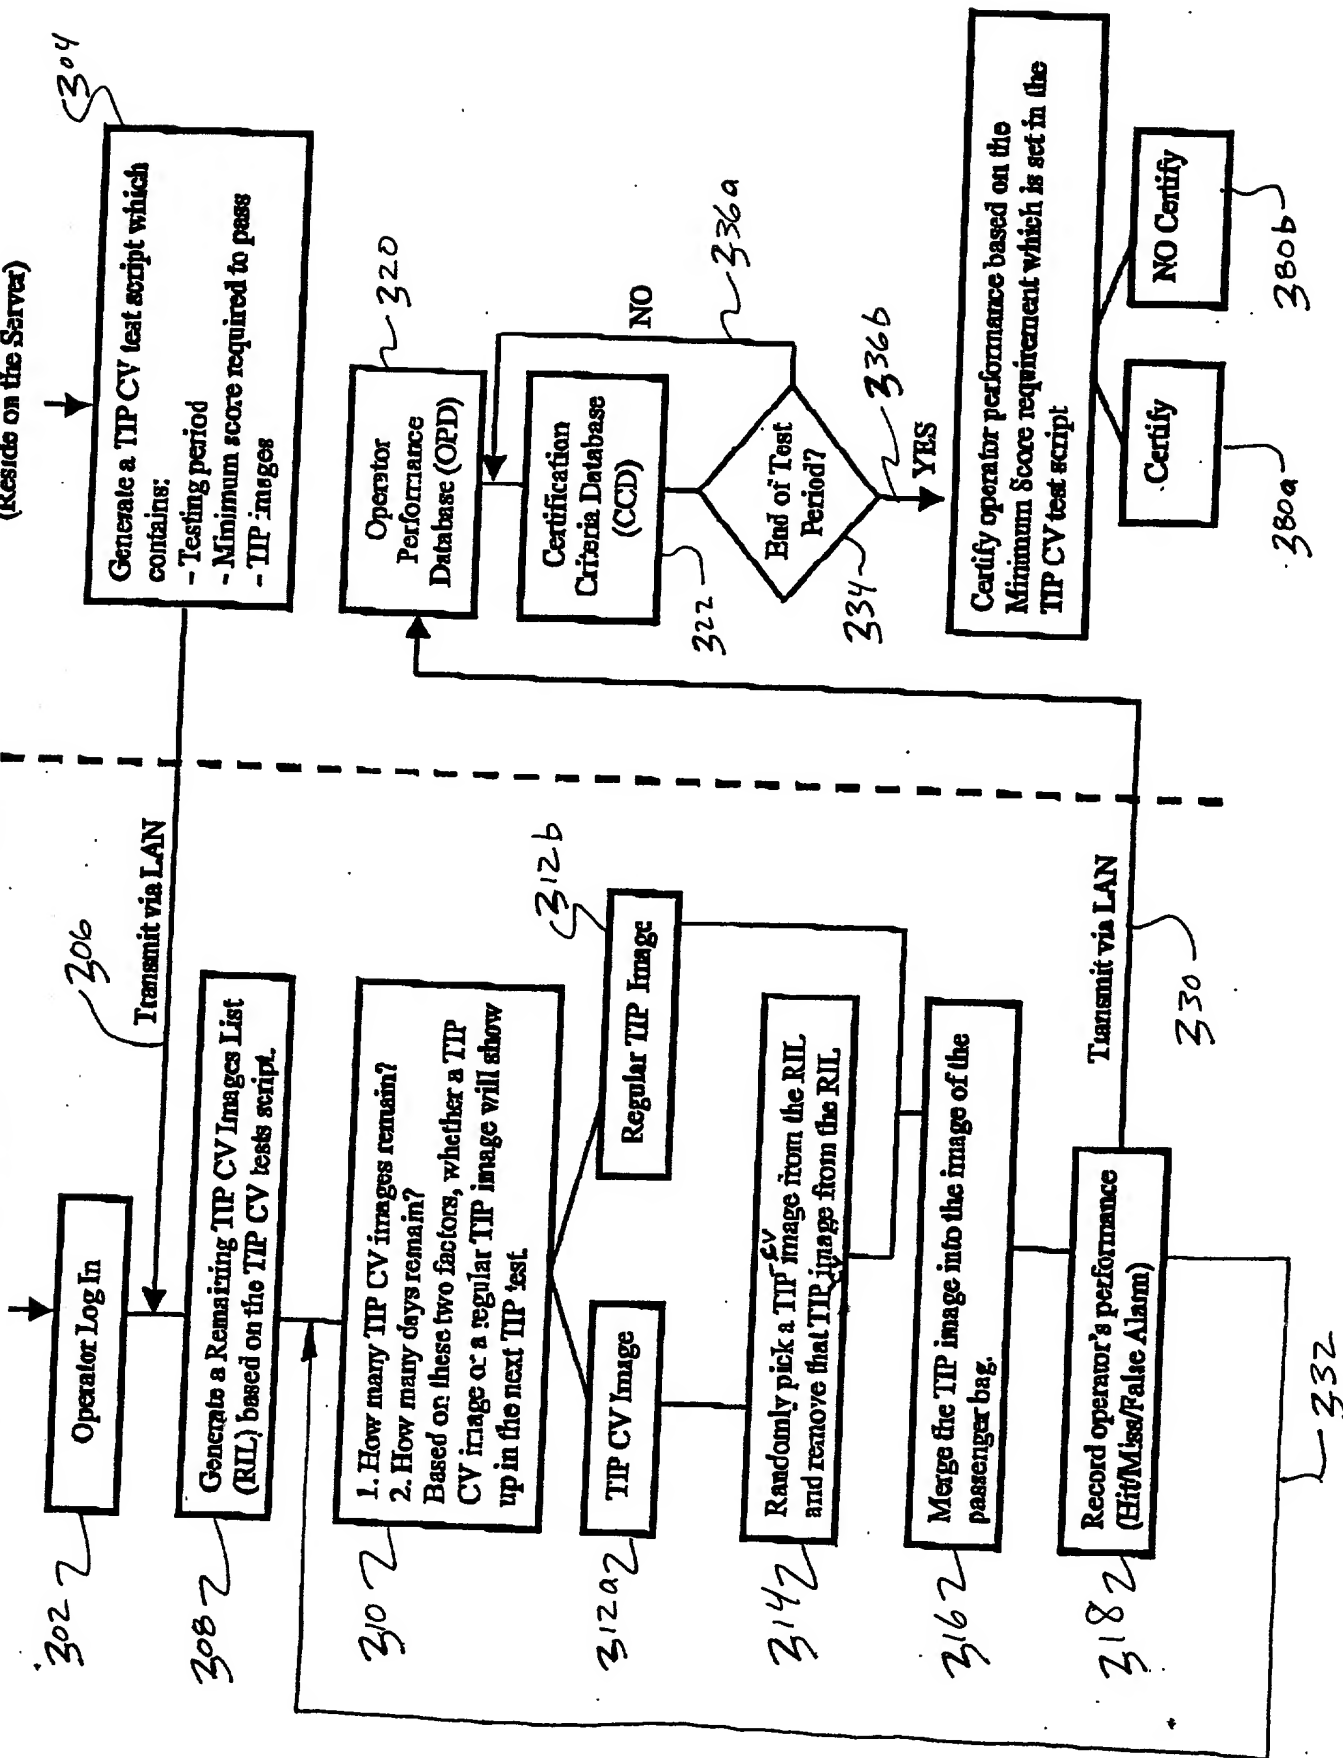 (Reside on the Server)
304
Generate a TIP CV test script which
contains:
- Testing period
- Minimum score required to pass
- TIP images
306
Transmit via LAN
302
Operator Log In
308
Generate a Remaining TIP CV Images List
(RIL) based on the TIP CV tests script.
310
1. How many TIP CV images remain?
2. How many days remain?
Based on these two factors, whether a TIP
CV image or a regular TIP image will show
up in the next TIP test.
312a
TIP CV Image
312b
Regular TIP Image
314
Randomly pick a TIP-CV image from the RIL
and remove that TIP image from the RIL
316
Merge the TIP image into the image of the
passenger bag.
318
Record operator's performance
(Hit/Miss/False Alarm)
332
Transmit via LAN
330
320
Operator
Performance
Database (OPD)
322
Certification
Criteria Database
(CCD)
334
End of Test
Period?
NO
336a
YES
336b
Certify operator performance based on the
Minimum Score requirement which is set in the
TIP CV test script
Certify
380a
NO Certify
380b